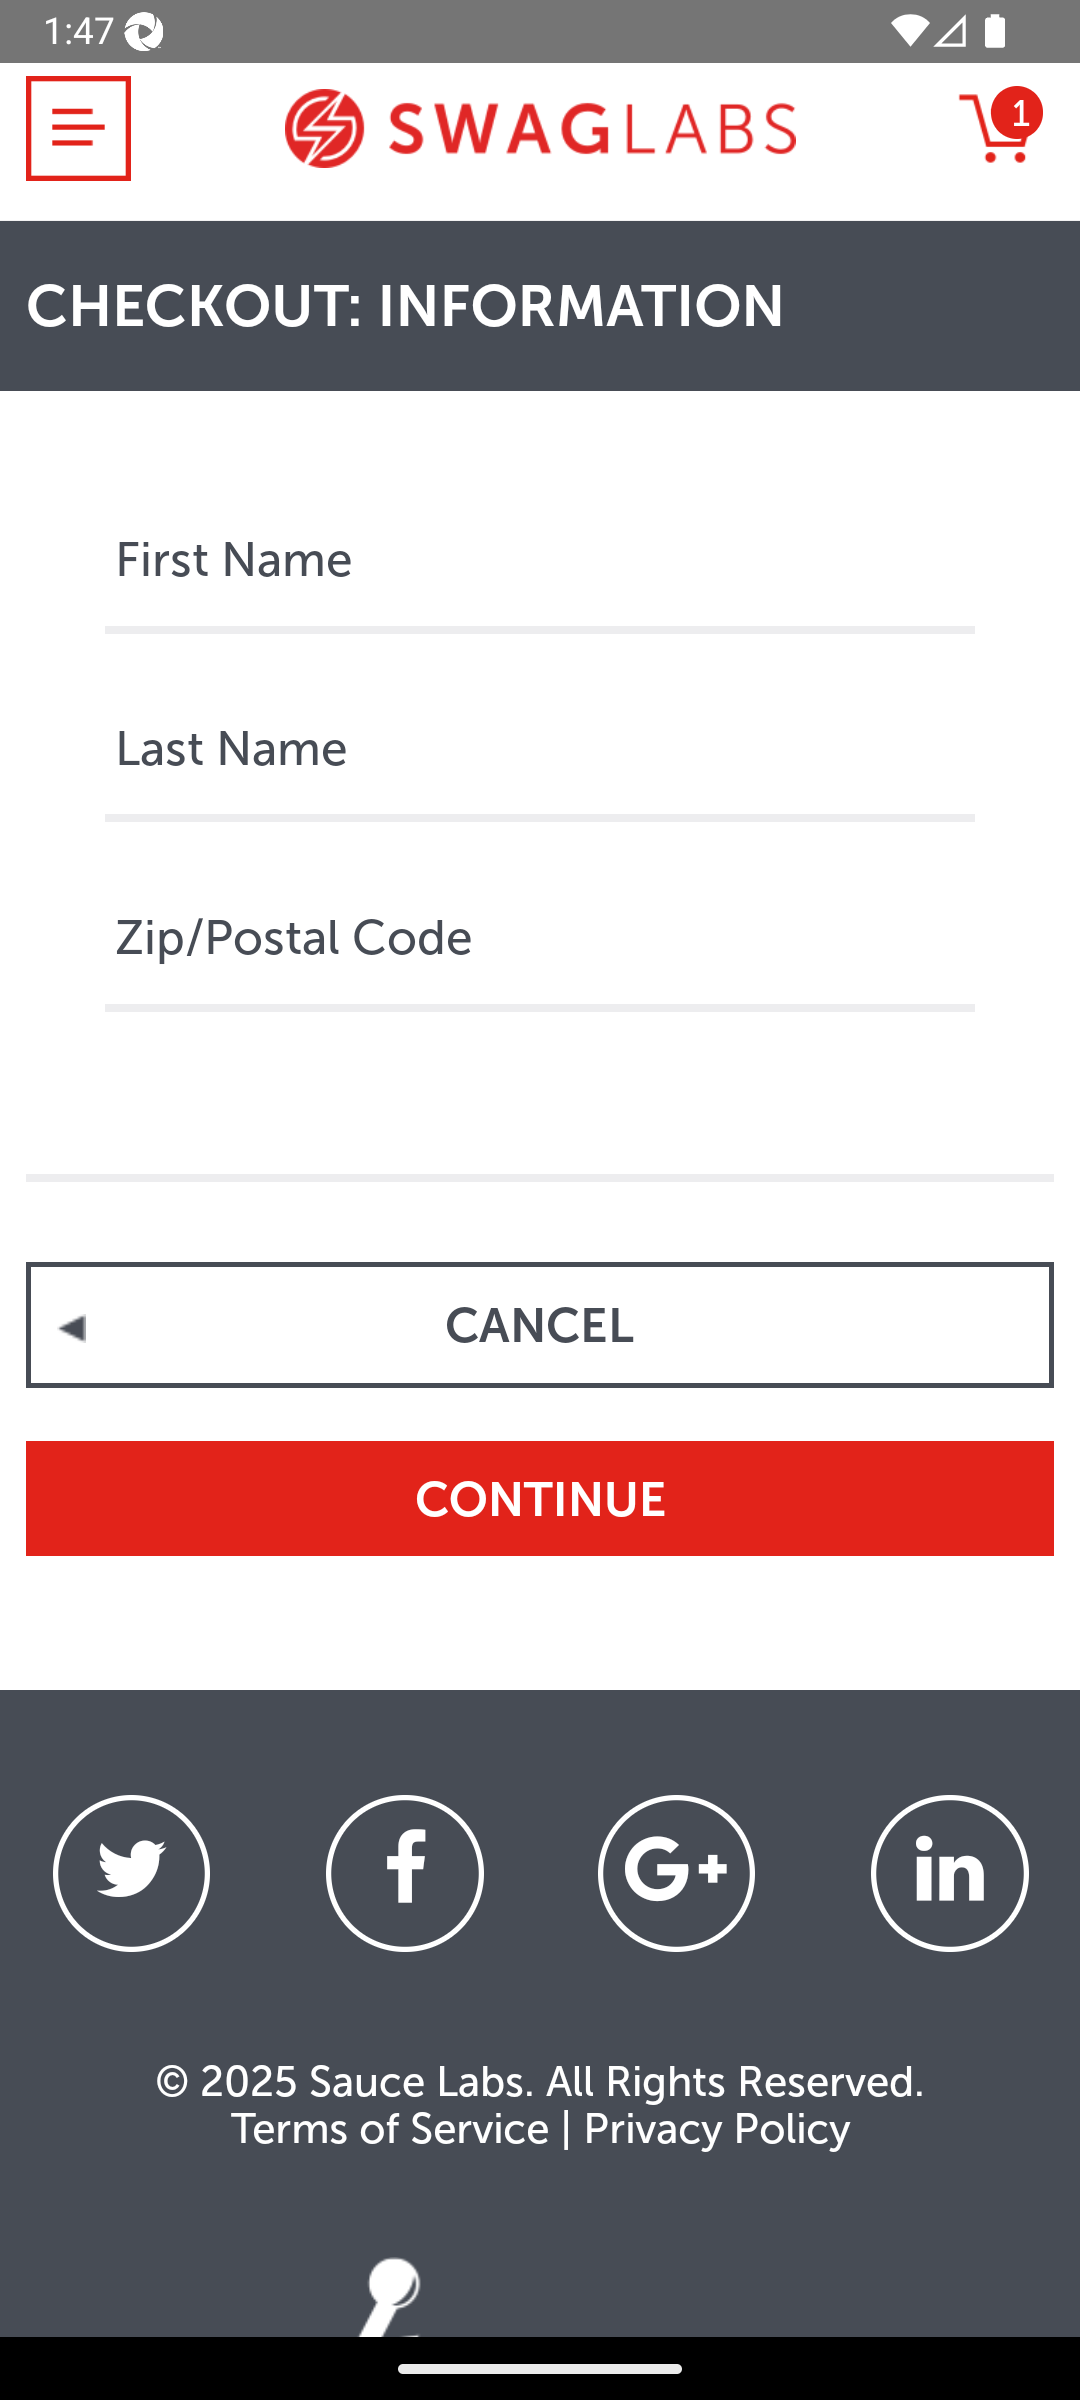 1:47
SWAGLABS
1
CHECKOUT: INFORMATION
First Name
Last Name
Zip/Postal Code
CANCEL
CONTINUE
© 2025 Sauce Labs. All Rights Reserved.
Terms of Service | Privacy Policy